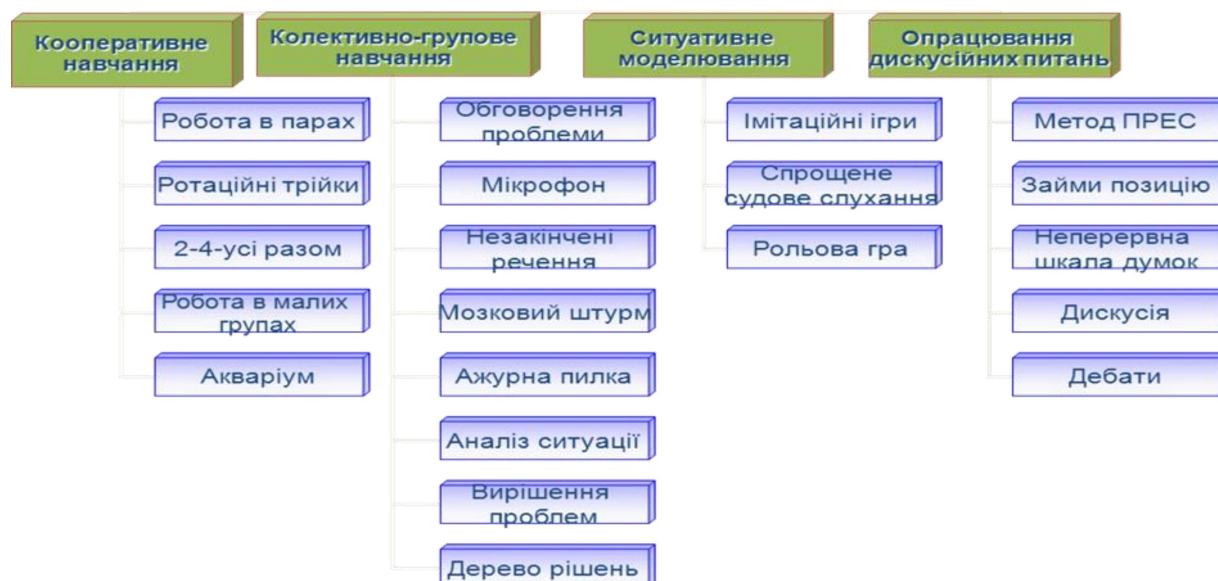 Кооперативне
навчання
Робота в парах
Ротаційні трійки
2-4-усі разом
Робота в малих
групах
Акваріум
Колективно-групове
навчання
Обговорення
проблеми
Мікрофон
Незакінчені
речення
Мозковий штурм
Ажурна пилка
Аналіз ситуації
Вирішення
проблем
Дерево рішень
Ситуативне
моделювання
Імітаційні ігри
Спрощене
судове слухання
Рольова гра
Опрацювання
дискусійних питань
Метод ПРЕС
Займи позицію
Неперервна
шкала думок
Дискусія
Дебати